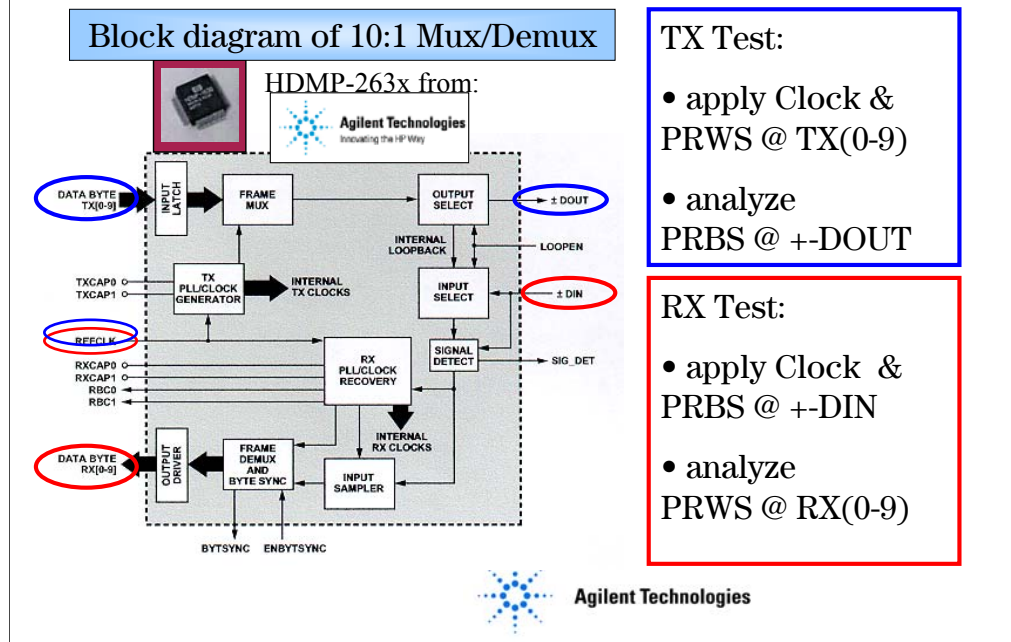 Block diagram of 10:1 Mux/Demux
HDMP-263x from:
Agilent Technologies
Innovating the HP Way
DATA BYTE
TX[0-9]
INPUT
LATCH
FRAME
MUX
OUTPUT
SELECT
± DOUT
INTERNAL
LOOPBACK
LOOPEN
TXCAP0
TXCAP1
TX
PLL/CLOCK
GENERATOR
INTERNAL
TX CLOCKS
INPUT
SELECT
± DIN
REFCLK
SIGNAL
DETECT
SIG_DET
RXCAP0
RXCAP1
RBC0
RBC1
RX
PLL/CLOCK
RECOVERY
INTERNAL
RX CLOCKS
DATA BYTE
RX[0-9]
OUTPUT
DRIVER
FRAME
DEMUX
AND
BYTE SYNC
INPUT
SAMPLER
BYTSYNC
ENBYTSYNC
TX Test:
• apply Clock &
PRWS @ TX(0-9)
• analyze
PRBS @ +-DOUT
RX Test:
• apply Clock &
PRBS @ +-DIN
• analyze
PRWS @ RX(0-9)
Agilent Technologies